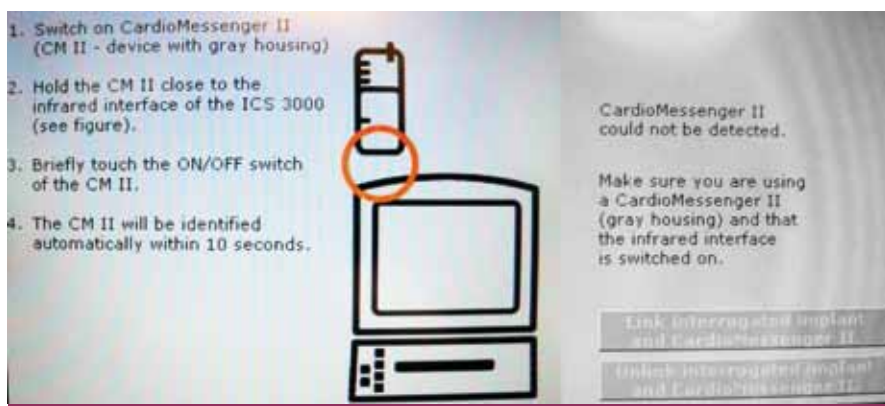 1. Switch on CardioMessenger II
(CM II - device with gray housing)
2. Hold the CM II close to the
infrared interface of the ICS 3000
(see figure).
3. Briefly touch the ON/OFF switch
of the CM II.
4. The CM II will be identified
automatically within 10 seconds.
CardioMessenger II
could not be detected.
Make sure you are using
a CardioMessenger II
(gray housing) and that
the infrared interface
is switched on.
Link interrogated implant
and CardioMessenger II.
Unlink interrogated implant
and CardioMessenger II.